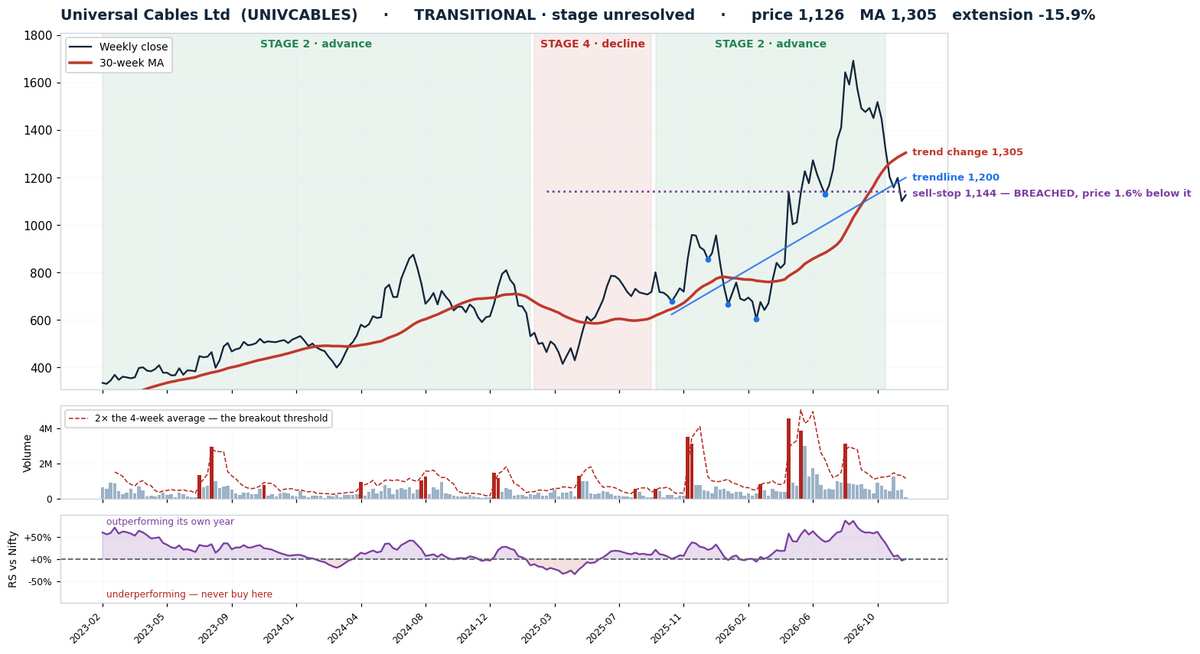 Universal Cables Ltd (UNIVCABLES) · TRANSITIONAL · stage unresolved · price 1,126 MA 1,305 extension -15.9%
1800
1600
1400
1200
1000
800
600
400
Weekly close
30-week MA
STAGE 2 · advance
STAGE 4 · decline
STAGE 2 · advance
trend change 1,305
trendline 1,200
sell-stop 1,144 — BREACHED, price 1.6% below it
Volume
4M
2M
0
2× the 4-week average — the breakout threshold
RS vs Nifty
+50%
+0%
-50%
outperforming its own year
underperforming — never buy here
2023-02
2023-05
2023-09
2024-01
2024-04
2024-08
2024-12
2025-03
2025-07
2025-11
2026-02
2026-06
2026-10